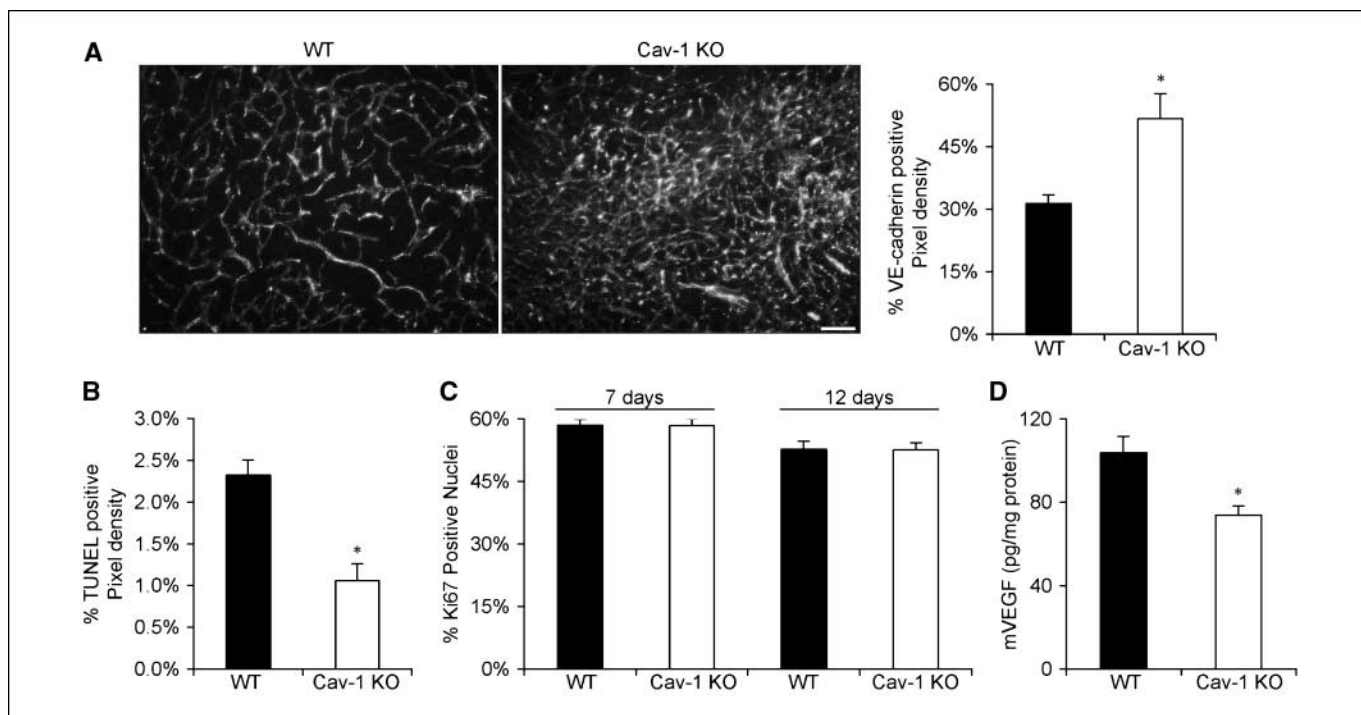 A
WT
Cav-1 KO
% VE-cadherin positive
Pixel density
60%
45%
30%
15%
0%
*
WT
Cav-1 KO
B
% TUNEL positive
Pixel density
3.0%
2.5%
2.0%
1.5%
1.0%
0.5%
0.0%
*
WT
Cav-1 KO
C
7 days
12 days
% Ki67 Positive Nuclei
60%
45%
30%
15%
0%
WT
Cav-1 KO
WT
Cav-1 KO
D
mVEGF (pg/mg protein)
120
80
40
0
*
WT
Cav-1 KO